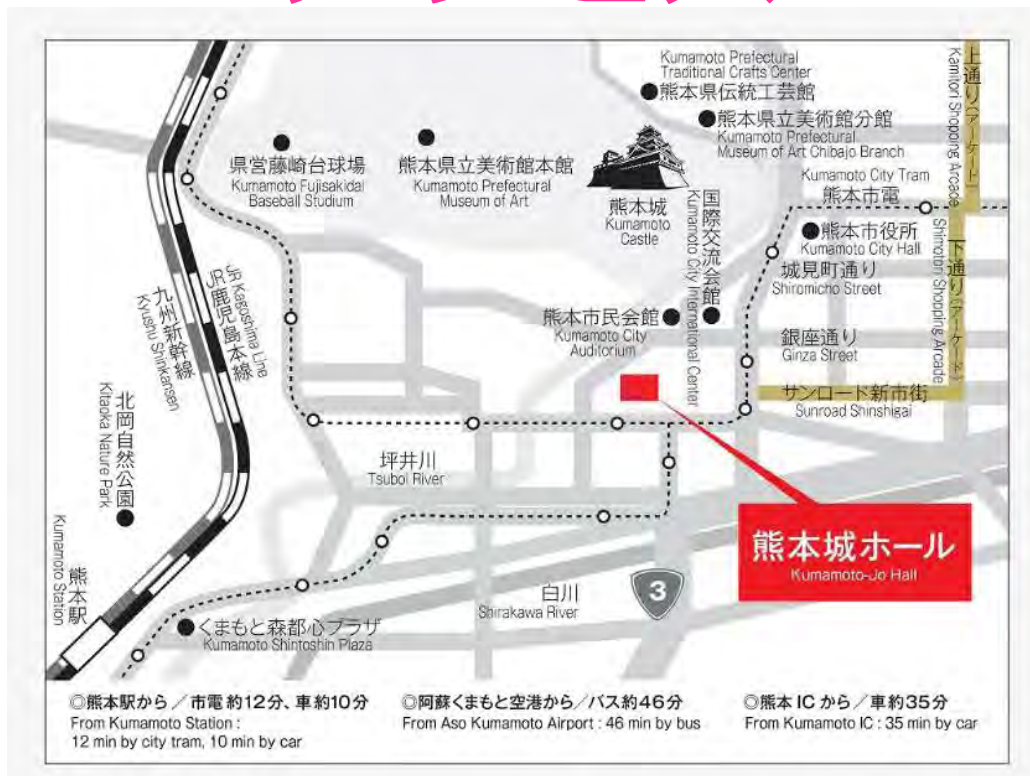 Kumamoto Prefectural
Traditional Crafts Center
熊本県伝統工芸館
熊本県立美術館分館
Kumamoto Prefectural
Museum of Art Chibajo Branch
上通り(アーケード)
Kamitori Shopping Arcade
県営藤崎台球場
Kumamoto Fujisakidai
Baseball Studium
熊本県立美術館本館
Kumamoto Prefectural
Museum of Art
熊本城
Kumamoto
Castle
国際交流会館
Kumamoto City International Center
Kumamoto City Tram
熊本市電
熊本市役所
Kumamoto City Hall
下通り(アーケード)
Shimotori Shopping Arcade
城見町通り
Shiromicho Street
熊本市民会館
Kumamoto City
Auditorium
銀座通り
Ginza Street
サンロード新市街
Sunroad Shinshigai
JR鹿児島本線
JR Kagoshima Line
九州新幹線
Kyushu Shinkansen
北岡自然公園
Kitaoka Nature Park
坪井川
Tsuboi River
熊本城ホール
Kumamoto-Jo Hall
熊本駅
Kumamoto Station
白川
Shirakawa River
3
くまもと森都心プラザ
Kumamoto Shintoshin Plaza
◎熊本駅から／市電約12分、車約10分
From Kumamoto Station :
12 min by city tram, 10 min by car
◎阿蘇くまもと空港から／バス約46分
From Aso Kumamoto Airport : 46 min by bus
◎熊本 IC から／車約35分
From Kumamoto IC : 35 min by car